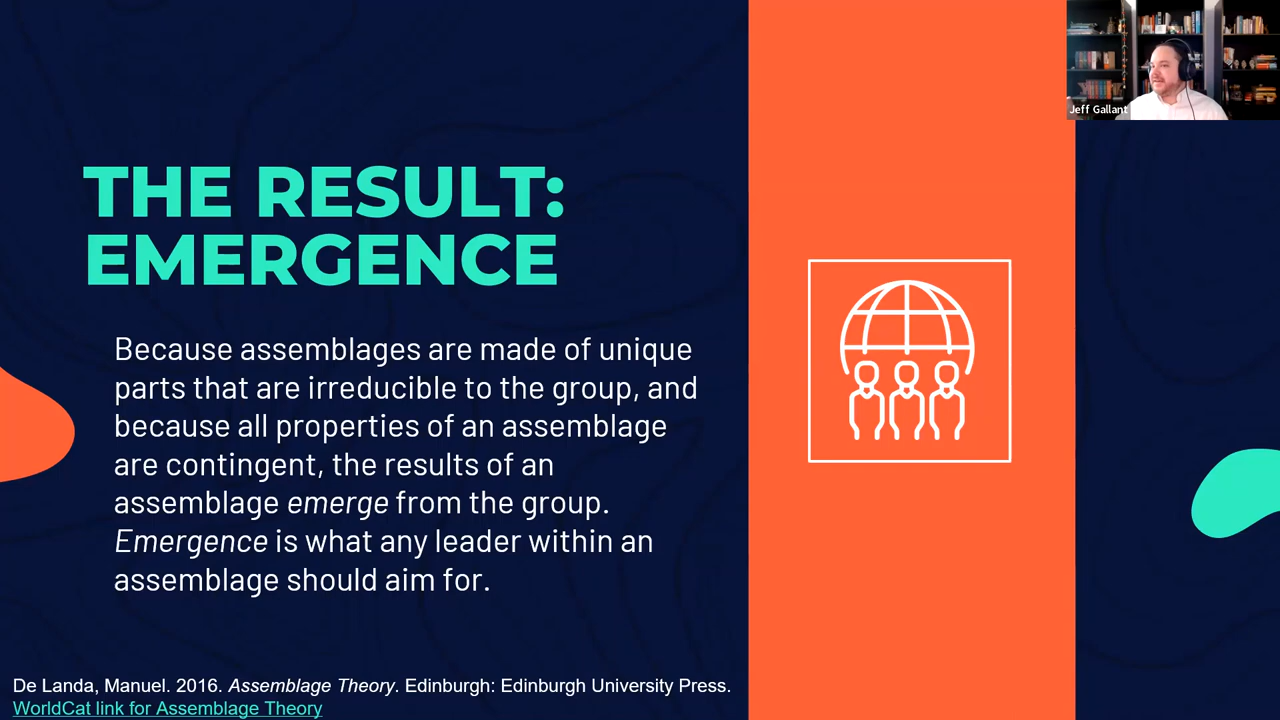 THE RESULT:
EMERGENCE
Because assemblages are made of unique
parts that are irreducible to the group, and
because all properties of an assemblage
are contingent, the results of an
assemblage emerge from the group.
Emergence is what any leader within an
assemblage should aim for.
De Landa, Manuel. 2016. Assemblage Theory. Edinburgh: Edinburgh University Press.
WorldCat link for Assemblage Theory
Jeff Gallant